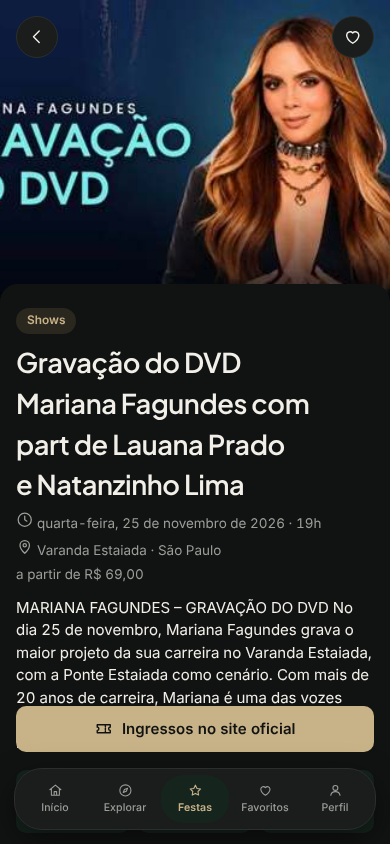 NA FAGUNDES
AVAÇÃO
O DVD
Shows
Gravação do DVD
Mariana Fagundes com
part de Lauana Prado
e Natanzinho Lima
quarta-feira, 25 de novembro de 2026 · 19h
Varanda Estaiada · São Paulo
a partir de R$ 69,00
MARIANA FAGUNDES – GRAVAÇÃO DO DVD No
dia 25 de novembro, Mariana Fagundes grava o
maior projeto da sua carreira no Varanda Estaiada,
com a Ponte Estaiada como cenário. Com mais de
20 anos de carreira, Mariana é uma das vozes
Ingressos no site oficial
Início Explorar Festas Favoritos Perfil